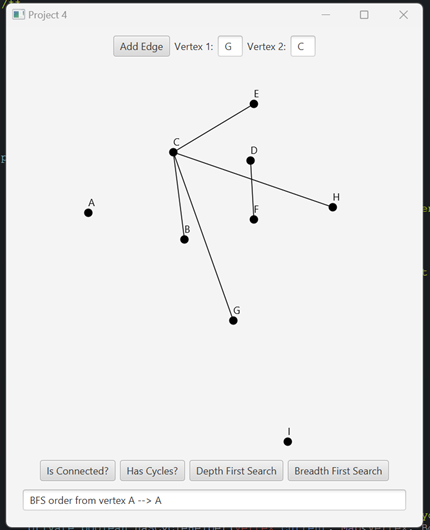 Project 4
Add Edge Vertex 1: G Vertex 2: C
E
C
D
H
A
F
B
G
I
Is Connected? Has Cycles? Depth First Search Breadth First Search
BFS order from vertex A --> A